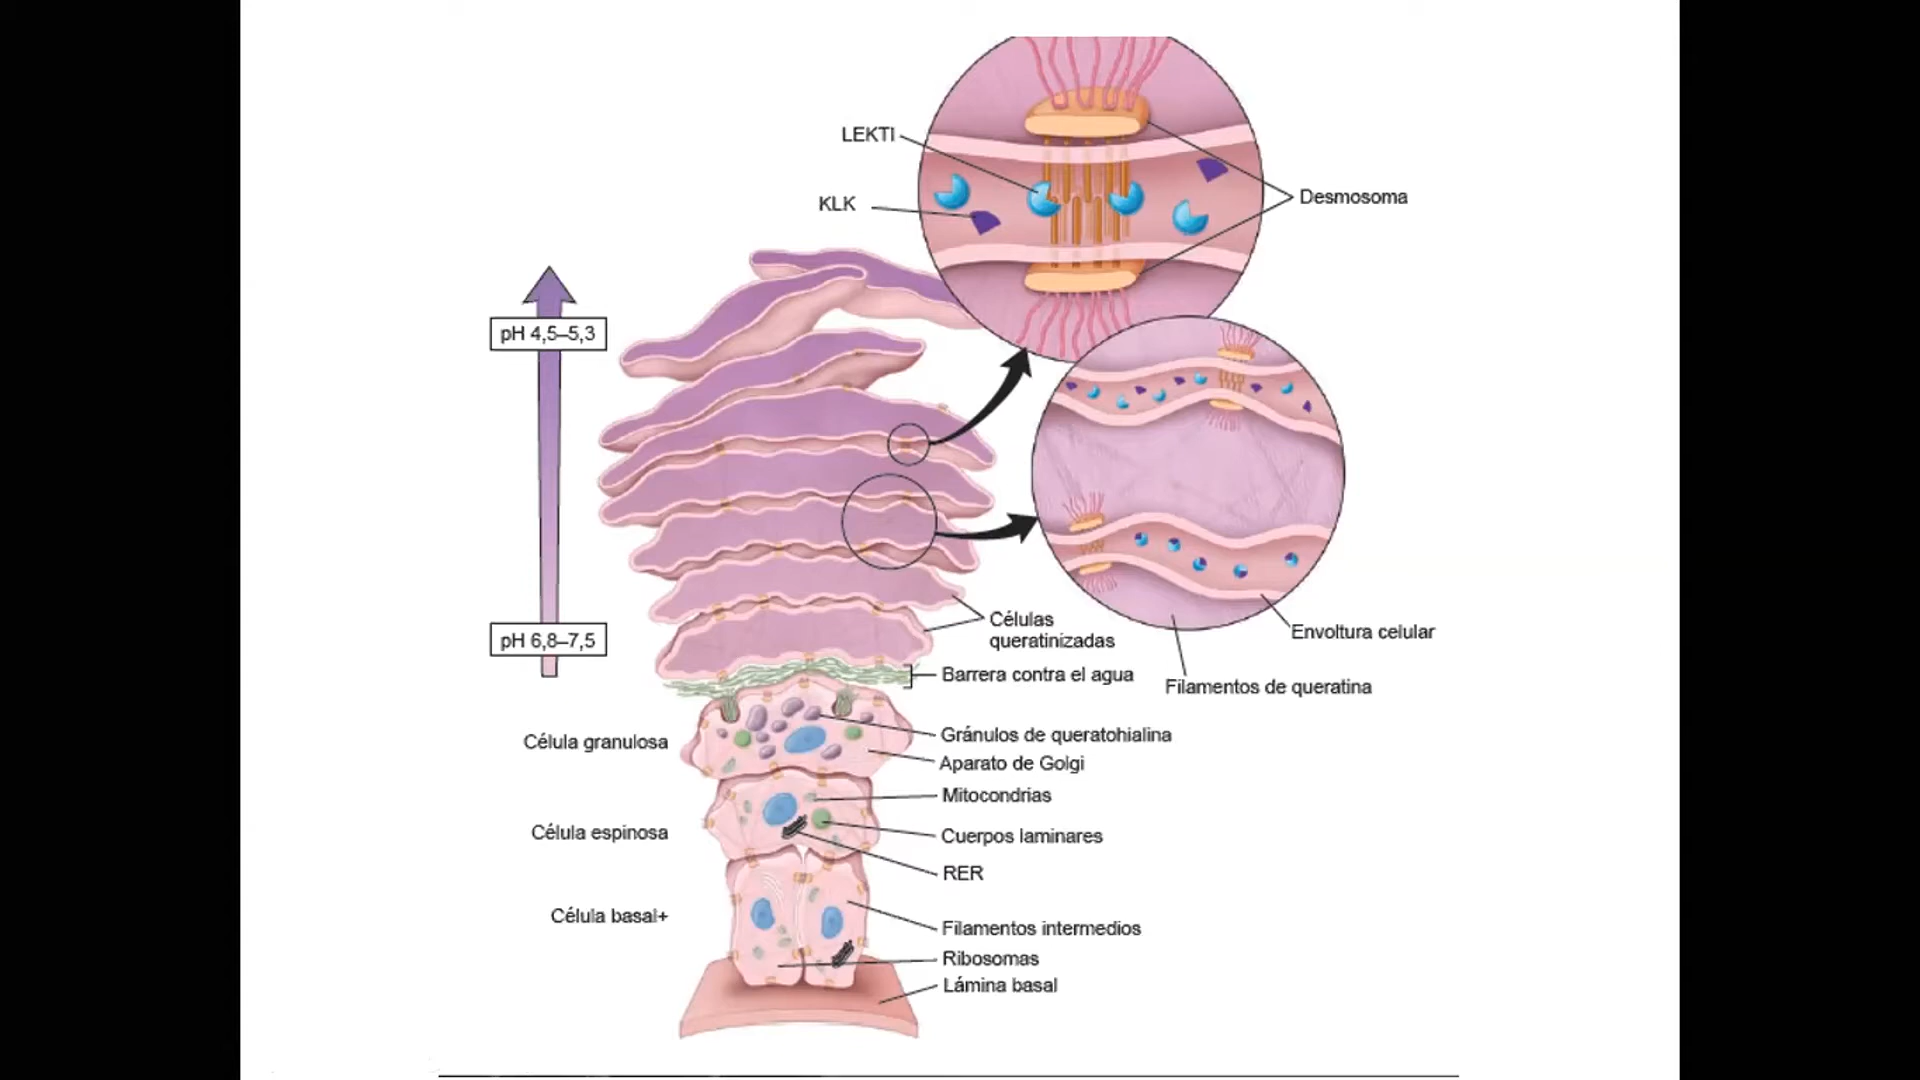 LEKTI
KLK
Desmosoma
pH 4,5–5,3
pH 6,8–7,5
Células
queratinizadas
Envoltura celular
Barrera contra el agua
Filamentos de queratina
Célula granulosa
Gránulos de queratohialina
Aparato de Golgi
Mitocondrias
Célula espinosa
Cuerpos laminares
RER
Célula basal+
Filamentos intermedios
Ribosomas
Lámina basal